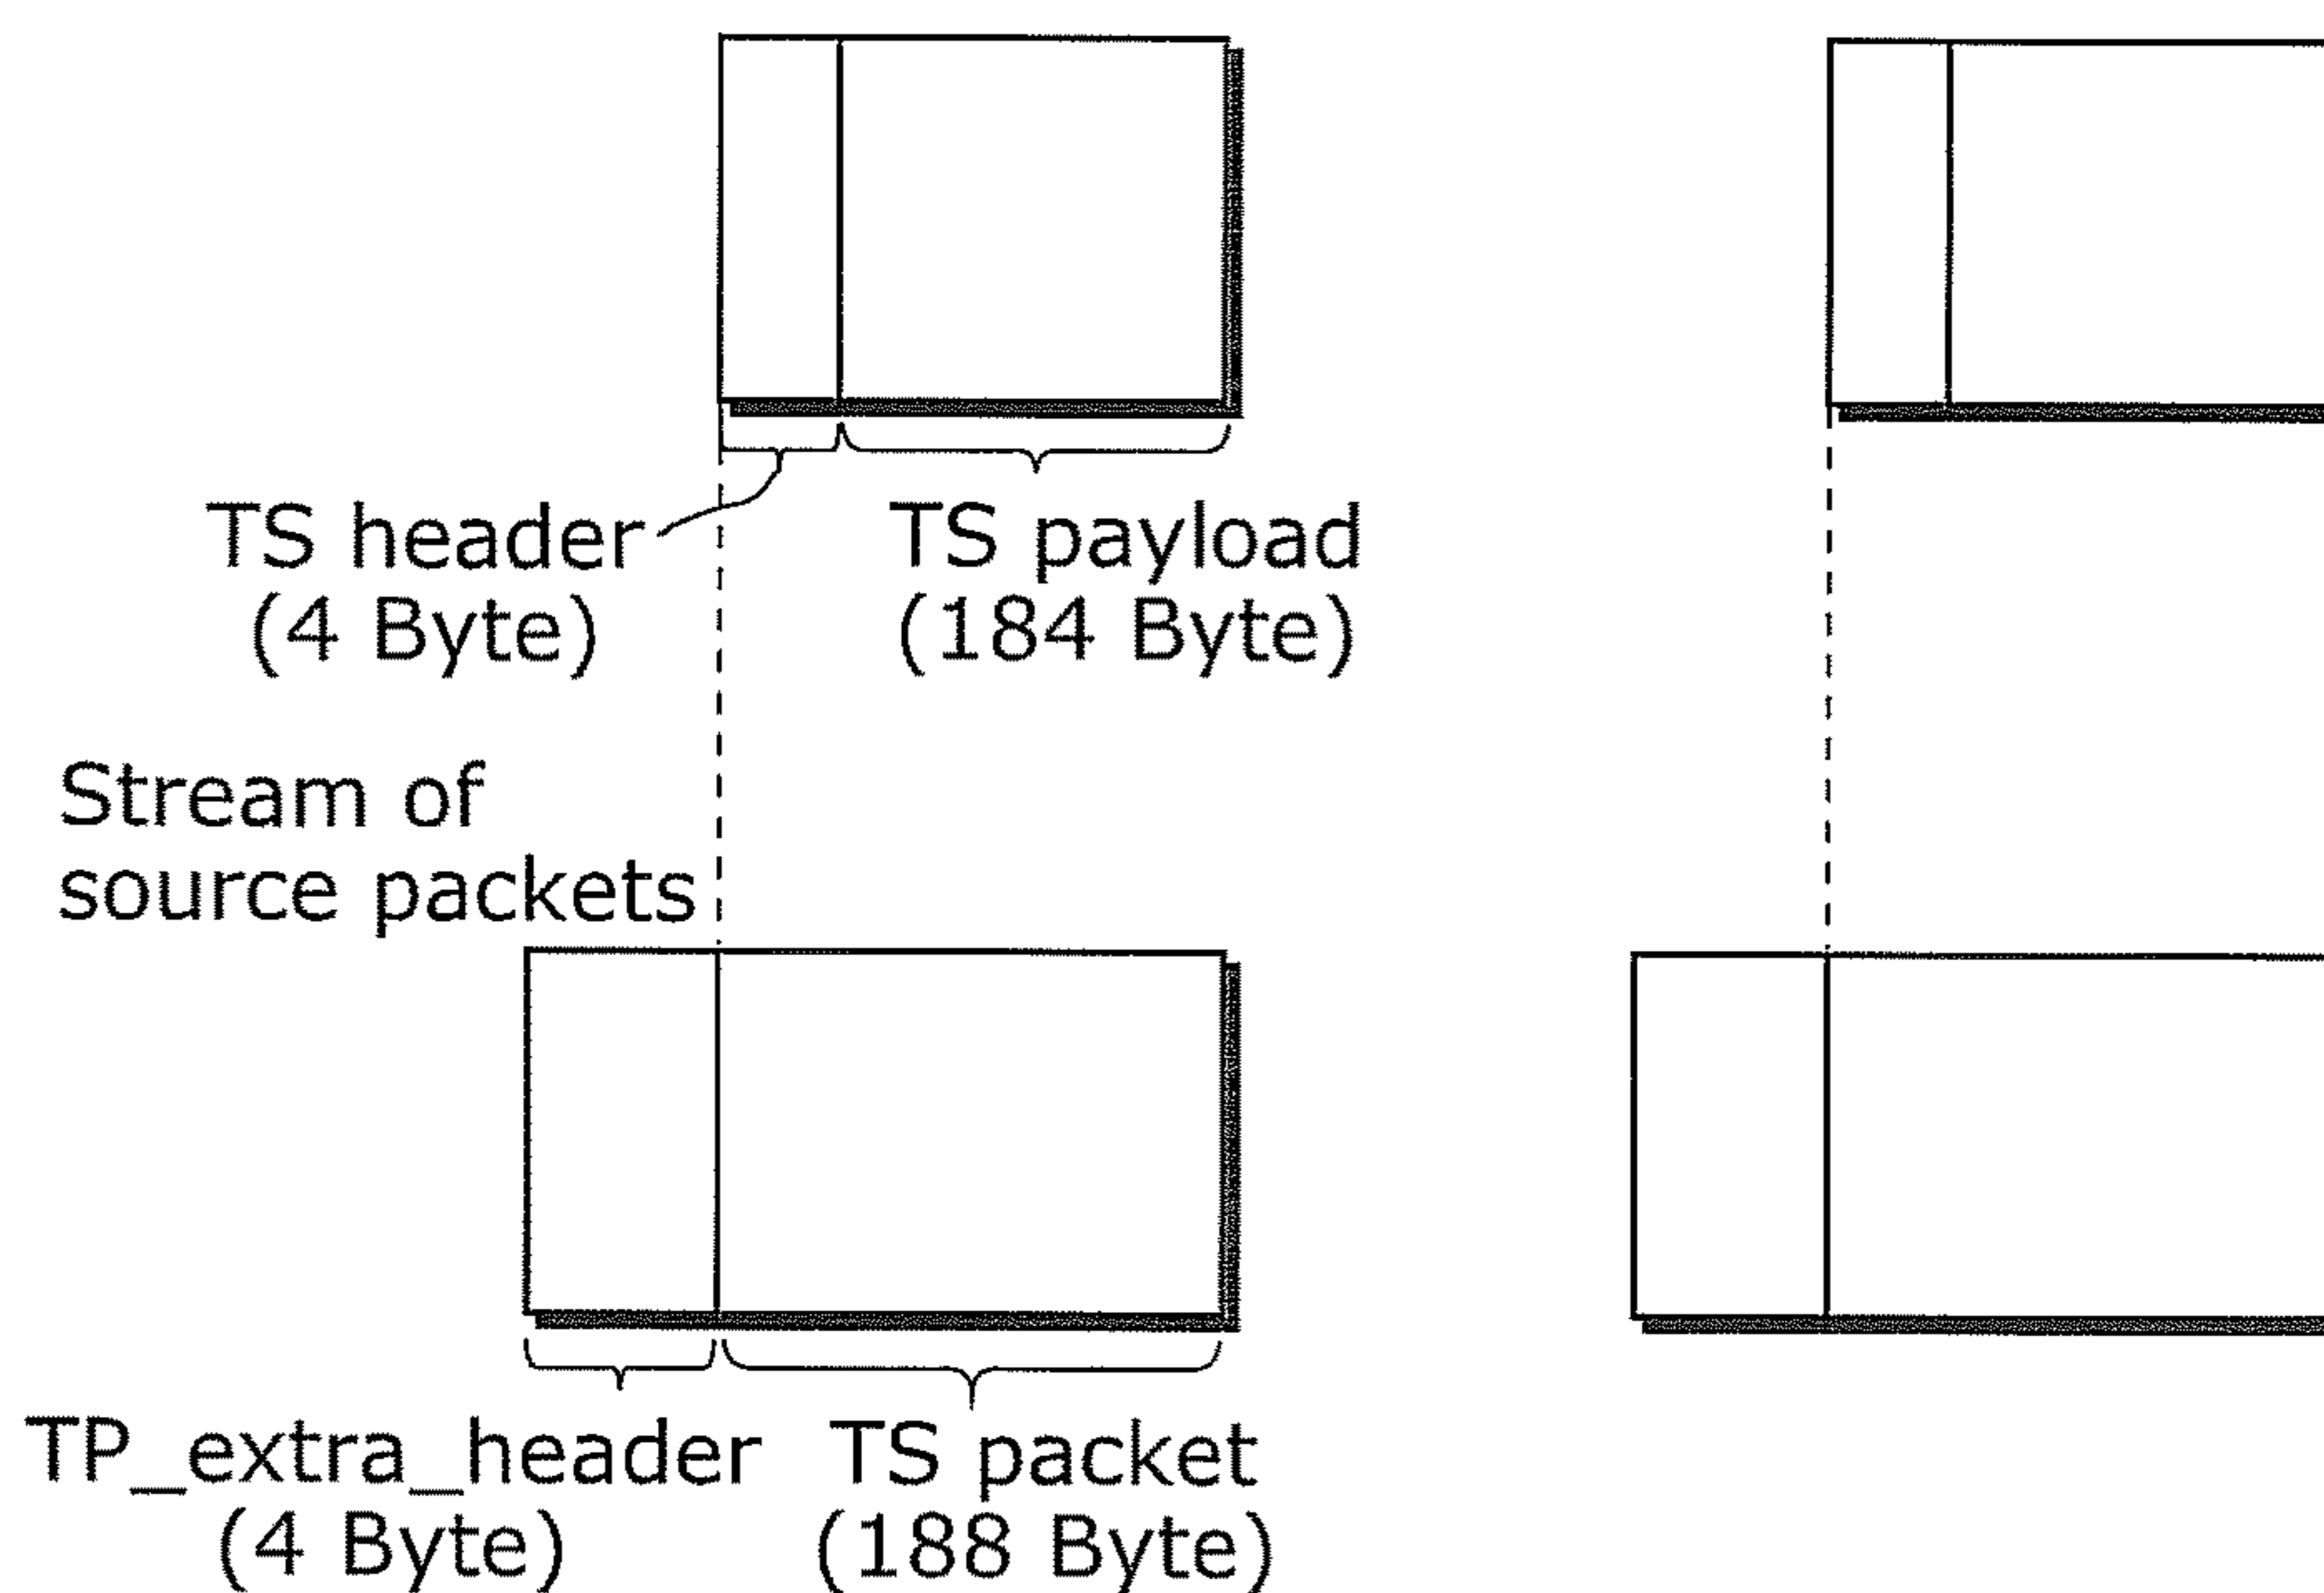 TS header
(4 Byte)
TS payload
(184 Byte)
Stream of
source packets
TP_extra_header
(4 Byte)
TS packet
(188 Byte)